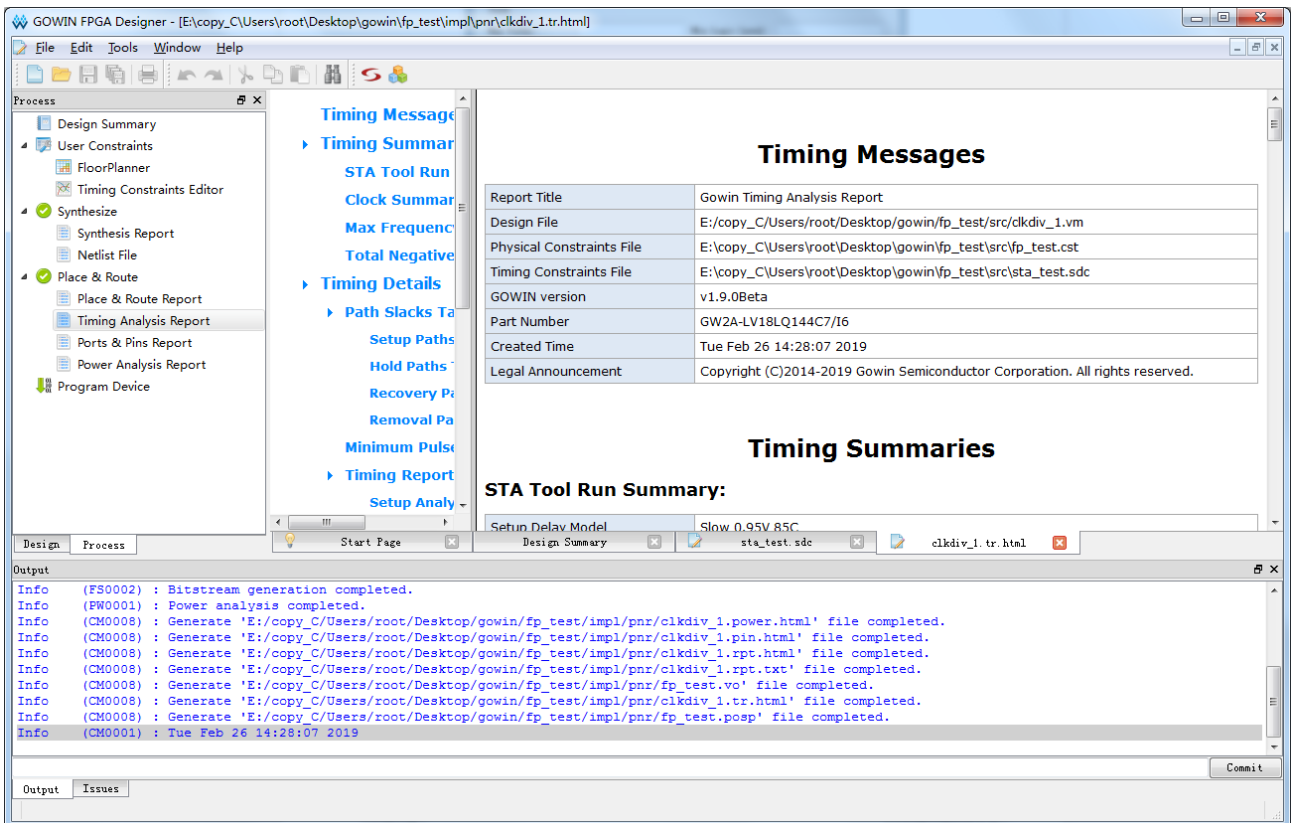 GOWIN FPGA Designer - [E:\copy_C\Users\root\Desktop\gowin\fp_test\impl\pnr\clkdiv_1.tr.html]
File Edit Tools Window Help
Process
Design Summary
User Constraints
FloorPlanner
Timing Constraints Editor
Synthesize
Synthesis Report
Netlist File
Place & Route
Place & Route Report
Timing Analysis Report
Ports & Pins Report
Power Analysis Report
Program Device
Design Process
Timing Message
Timing Summar
STA Tool Run
Clock Summar
Max Frequenc
Total Negative
Timing Details
Path Slacks Ta
Setup Paths
Hold Paths
Recovery Pa
Removal Pa
Minimum Pulse
Timing Report
Setup Analy
Timing Messages
Report Title Gowin Timing Analysis Report
Design File E:/copy_C/Users/root/Desktop/gowin/fp_test/src/clkdiv_1.vm
Physical Constraints File E:\copy_C\Users\root\Desktop\gowin\fp_test\src\fp_test.cst
Timing Constraints File E:\copy_C\Users\root\Desktop\gowin\fp_test\src\sta_test.sdc
GOWIN version v1.9.0Beta
Part Number GW2A-LV18LQ144C7/I6
Created Time Tue Feb 26 14:28:07 2019
Legal Announcement Copyright (C)2014-2019 Gowin Semiconductor Corporation. All rights reserved.
Timing Summaries
STA Tool Run Summary:
Setup Delay Model Slow 0.95V 85C
Start Page Design Summary sta_test.sdc clkdiv_1.tr.html
Output
Info (FS0002) : Bitstream generation completed.
Info (PW0001) : Power analysis completed.
Info (CM0008) : Generate 'E:/copy_C/Users/root/Desktop/gowin/fp_test/impl/pnr/clkdiv_1.power.html' file completed.
Info (CM0008) : Generate 'E:/copy_C/Users/root/Desktop/gowin/fp_test/impl/pnr/clkdiv_1.pin.html' file completed.
Info (CM0008) : Generate 'E:/copy_C/Users/root/Desktop/gowin/fp_test/impl/pnr/clkdiv_1.rpt.html' file completed.
Info (CM0008) : Generate 'E:/copy_C/Users/root/Desktop/gowin/fp_test/impl/pnr/clkdiv_1.rpt.txt' file completed.
Info (CM0008) : Generate 'E:/copy_C/Users/root/Desktop/gowin/fp_test/impl/pnr/fp_test.vo' file completed.
Info (CM0008) : Generate 'E:/copy_C/Users/root/Desktop/gowin/fp_test/impl/pnr/clkdiv_1.tr.html' file completed.
Info (CM0008) : Generate 'E:/copy_C/Users/root/Desktop/gowin/fp_test/impl/pnr/fp_test.posp' file completed.
Info (CM0001) : Tue Feb 26 14:28:07 2019
Commit
Output Issues